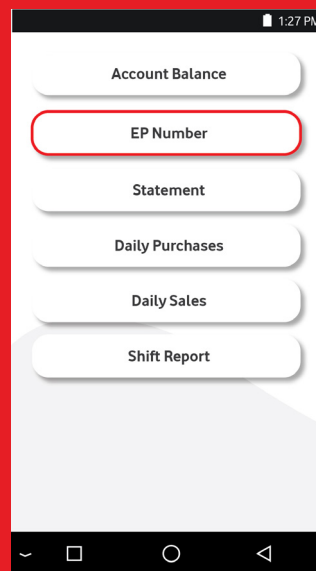 1:27 PM
Account Balance
EP Number
Statement
Daily Purchases
Daily Sales
Shift Report